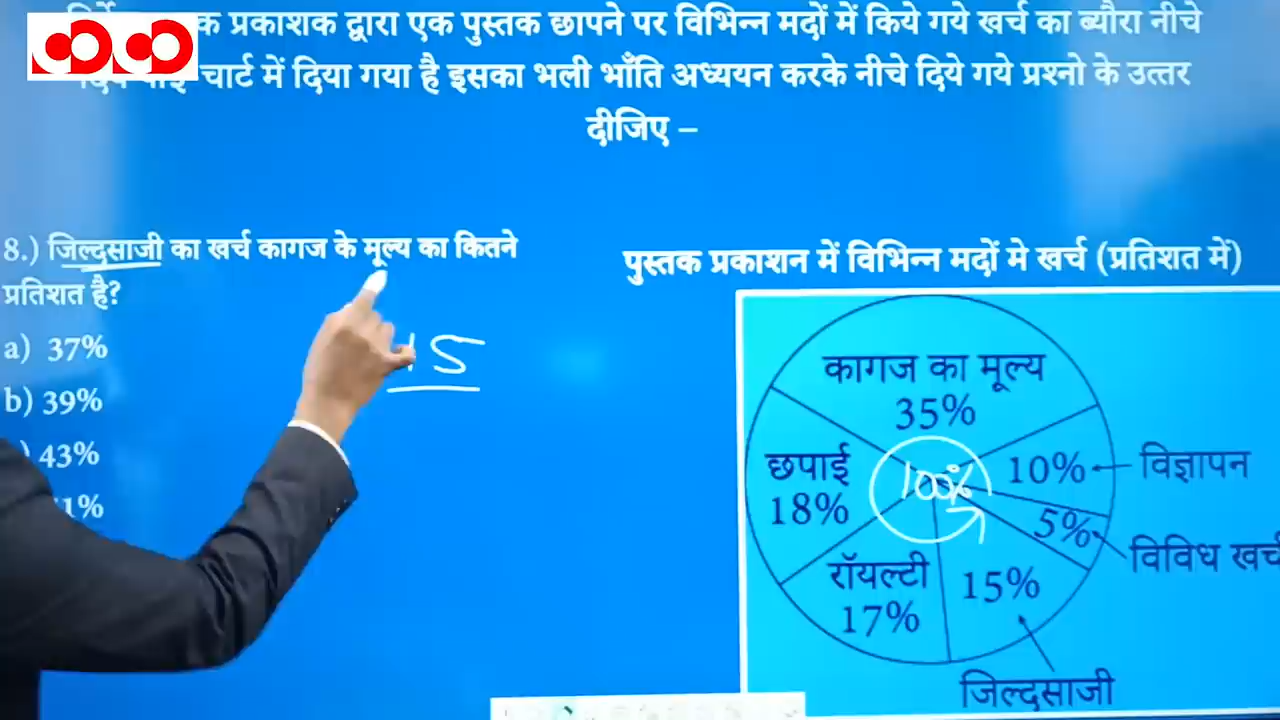 प्रकाशक द्वारा एक पुस्तक छापने पर विभिन्न मदों में किये गये खर्च का ब्यौरा नीचे
चार्ट में दिया गया है इसका भली भाँति अध्ययन करके नीचे दिये गये प्रश्नो के उत्तर
दीजिए –
8.) जिल्दसाजी का खर्च कागज के मूल्य का कितने
प्रतिशत है?
a) 37%
b) 39%
) 43%
1%
15
पुस्तक प्रकाशन में विभिन्न मदों मे खर्च (प्रतिशत में)
कागज का मूल्य
35%
छपाई
18%
100%
10%
विज्ञापन
5%
विविध खर्च
रॉयल्टी
17%
15%
जिल्दसाजी